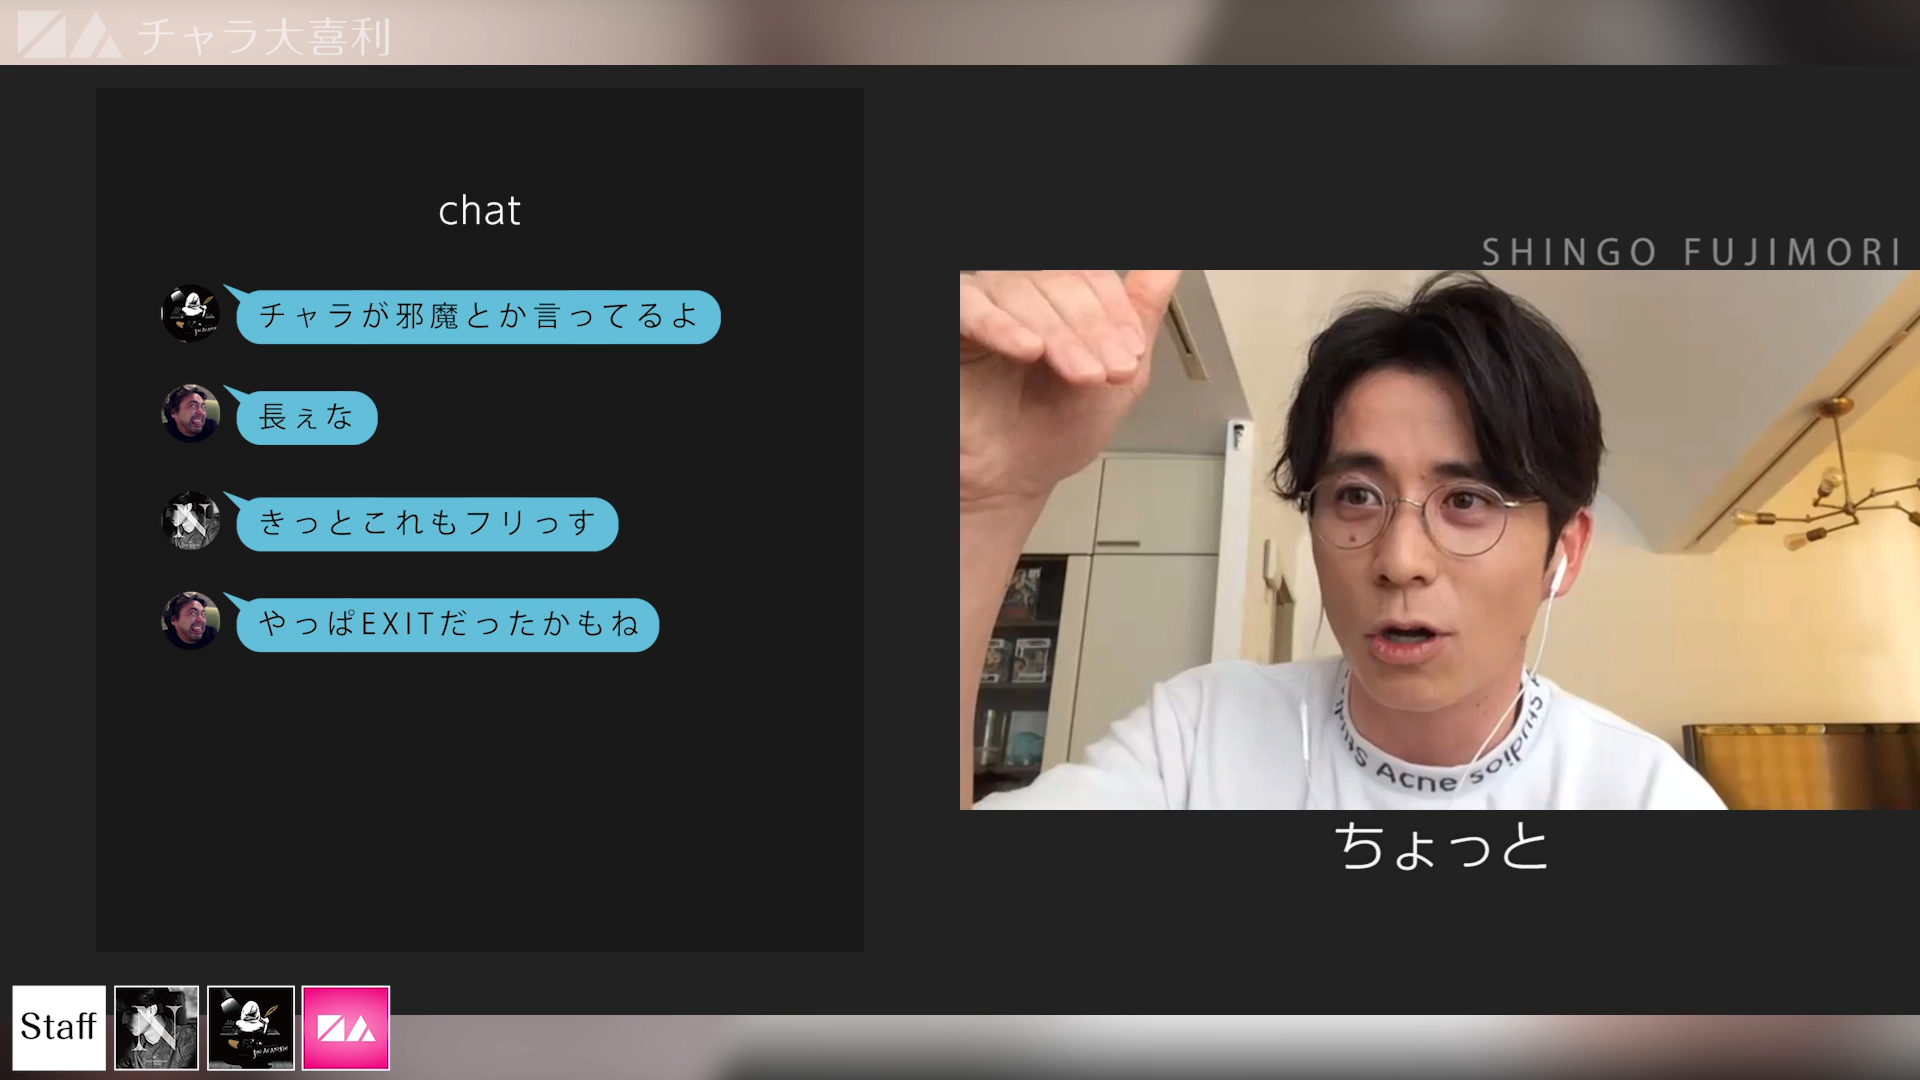 チャラ大喜利
chat
チャラが邪魔とか言ってるよ
長ぇな
きっとこれもフリっす
やっぱEXITだったかもね
SHINGO FUJIMORI
Acne Studios
ちょっと
Staff